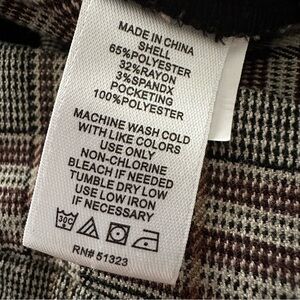 MADE IN CHINA
SHELL
65%POLYESTER
32%RAYON
3%SPANDX
POCKETING
100%POLYESTER
MACHINE WASH COLD
WITH LIKE COLORS
USE ONLY
NON-CHLORINE
BLEACH IF NEEDED
TUMBLE DRY LOW
USE LOW IRON
IF NECESSARY
30C
RN# 51323